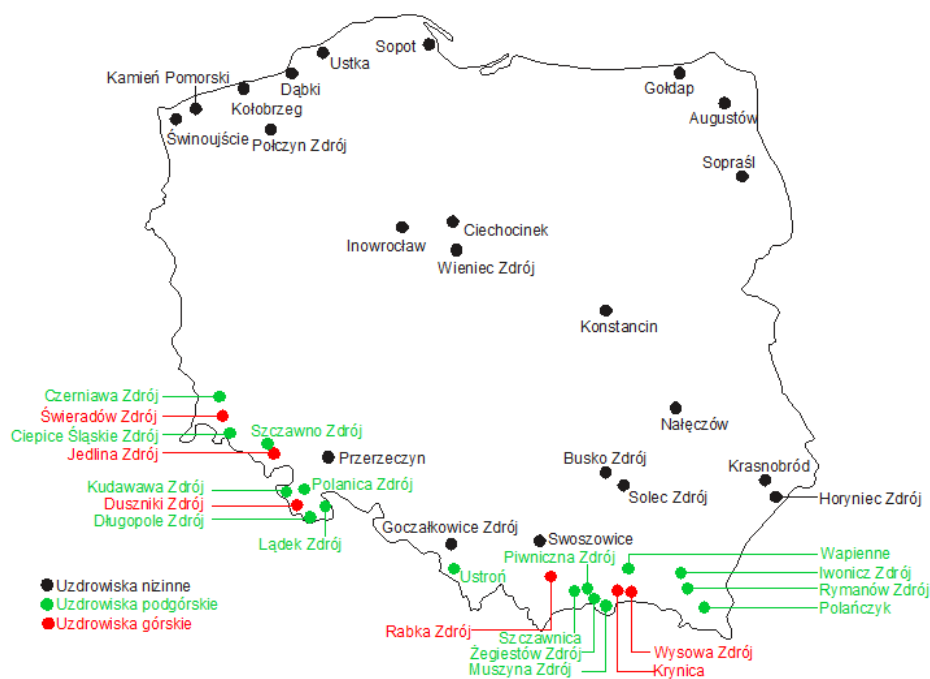 Sopot
Ustka
Kamień Pomorski
Dąbki
Gołdap
Kołobrzeg
Augustów
Świnoujście
Połczyn Zdrój
Sopraśl
Ciechocinek
Inowrocław
Wieniec Zdrój
Konstancin
Czerniawa Zdrój
Świeradów Zdrój
Ciepice Śląskie Zdrój
Szczawno Zdrój
Nałęczów
Jedlina Zdrój
Przerzeczyn
Busko Zdrój
Krasnobród
Kudawawa Zdrój
Polanica Zdrój
Solec Zdrój
Horyniec Zdrój
Duszniki Zdrój
Długopole Zdrój
Goczałkowice Zdrój
Lądek Zdrój
Swoszowice
Piwniczna Zdrój
Wapienne
Ustroń
Iwonicz Zdrój
Uzdrowiska nizinne
Rymanów Zdrój
Uzdrowiska podgórskie
Polańczyk
Uzdrowiska górskie
Rabka Zdrój
Szczawnica
Żegiestów Zdrój
Wysowa Zdrój
Muszyna Zdrój
Krynica